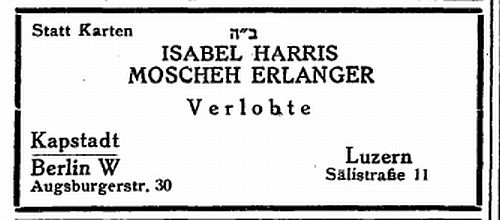 Statt Karten
ב״ה
ISABEL HARRIS
MOSCHEH ERLANGER
Verlobte
Kapstadt
Berlin W
Augsburgerstr. 30
Luzern
Sälistraße 11